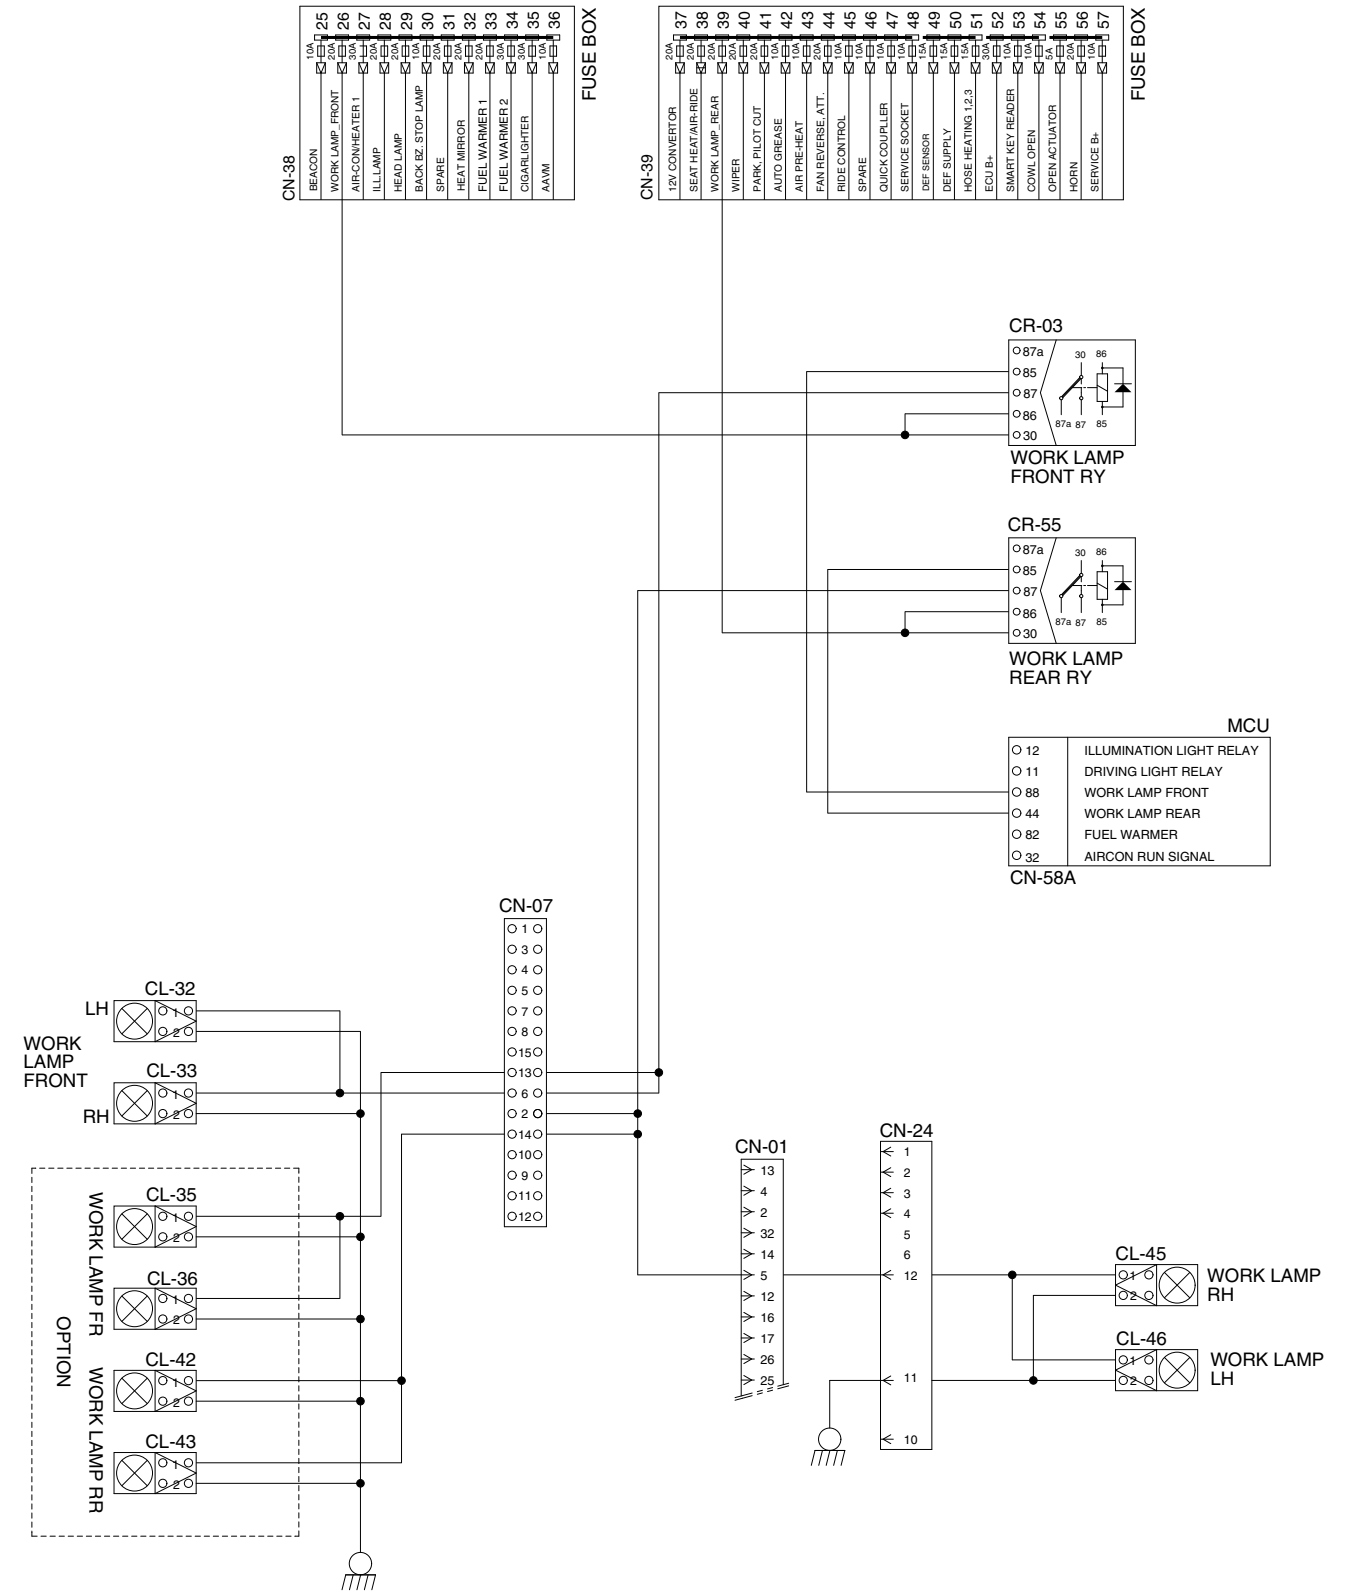 25 26 27 28 29 30 31 32 33 34 35 36
10A 20A 30A 20A 20A 10A 20A 10A 20A 30A 30A 10A
FUSE BOX
CN-38
BEACON
WORK LAMP_FRONT
AIR-CON/HEATER 1
ILL.LAMP
HEAD LAMP
BACK BZ. STOP LAMP
SPARE
HEAT MIRROR
FUEL WARMER 1
FUEL WARMER 2
CIGARLIGHTER
AAVM
37 38 39 40 41 42 43 44 45 46 47 48 49 50 51 52 53 54 55 56 57
20A 20A 20A 20A 20A 10A 10A 20A 10A 10A 10A 10A 15A 15A 15A 30A 10A 10A 5A 20A 10A
FUSE BOX
CN-39
12V CONVERTOR
SEAT HEAT/AIR-RIDE
WORK LAMP_REAR
WIPER
PARK, PILOT CUT
AUTO GREASE
AIR PRE-HEAT
FAN REVERSE, ATT.
RIDE CONTROL
SPARE
QUICK COUPLLER
SERVICE SOCKET
DEF SENSOR
DEF SUPPLY
HOSE HEATING 1,2,3
ECU B+
SMART KEY READER
COWL OPEN
OPEN ACTUATOR
HORN
SERVICE B+
CR-03
87a
85
87
86
30
30 86
87a 87 85
WORK LAMP
FRONT RY
CR-55
87a
85
87
86
30
30 86
87a 87 85
WORK LAMP
REAR RY
MCU
12 ILLUMINATION LIGHT RELAY
11 DRIVING LIGHT RELAY
88 WORK LAMP FRONT
44 WORK LAMP REAR
82 FUEL WARMER
32 AIRCON RUN SIGNAL
CN-58A
CN-07
1
3
4
5
7
8
15
13
6
2
14
10
9
11
12
WORK
LAMP
FRONT
LH
CL-32
1
2
CL-33
RH
1
2
OPTION
WORK LAMP FR
CL-35
1
2
CL-36
1
2
WORK LAMP RR
CL-42
1
2
CL-43
1
2
CN-01
13
4
2
32
14
5
12
16
17
26
25
CN-24
1
2
3
4
5
6
12
11
10
CL-45
1
2
WORK LAMP
RH
CL-46
1
2
WORK LAMP
LH